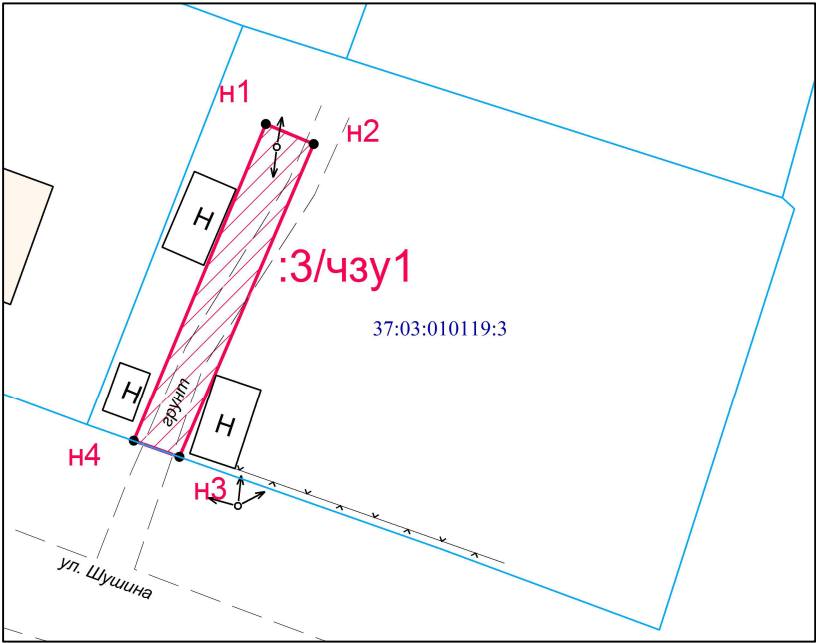 н1
н2
Н
:3/чзу1
37:03:010119:3
Н
грунт
Н
н4
н3
ул. Шушина